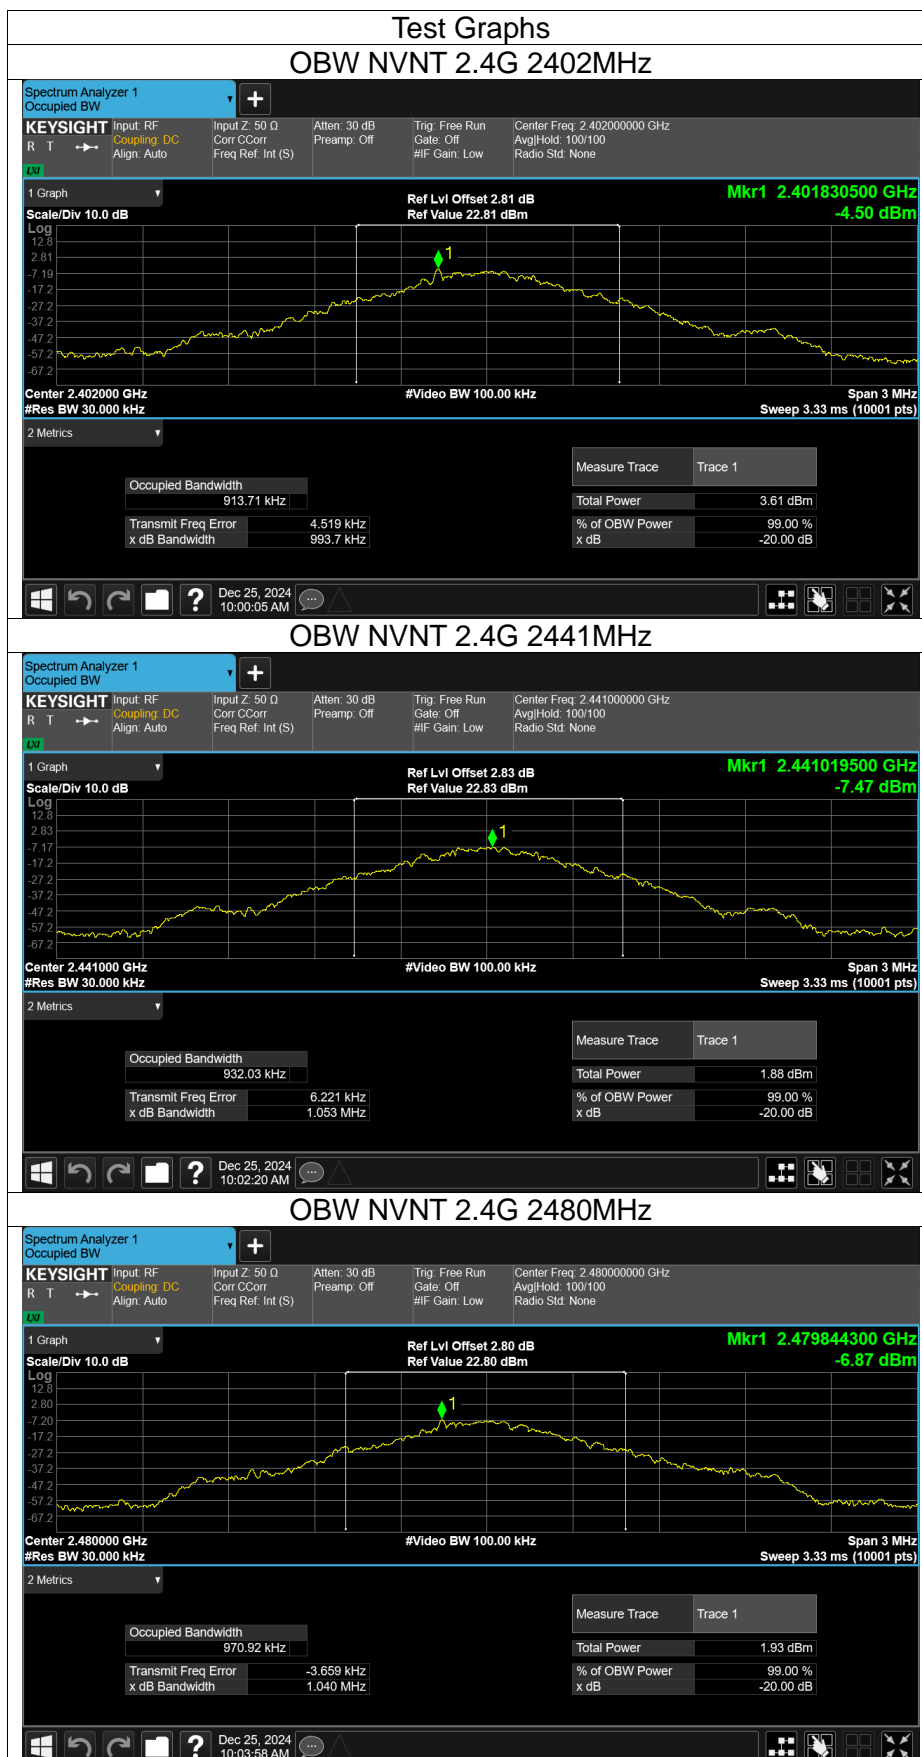 Test Graphs
OBW NVNT 2.4G 2402MHz
Spectrum Analyzer 1
Occupied BW
+
KEYSIGHT
R T
LXI
Input: RF
Coupling: DC
Align: Auto
Input Z: 50 Ω
Corr CCorr
Freq Ref: Int (S)
Atten: 30 dB
Preamp: Off
Trig: Free Run
Gate: Off
#IF Gain: Low
Center Freq: 2.402000000 GHz
Avg|Hold: 100/100
Radio Std: None
1 Graph
Scale/Div 10.0 dB
Ref Lvl Offset 2.81 dB
Ref Value 22.81 dBm
Mkr1 2.401830500 GHz
-4.50 dBm
Log
12.8
2.81
-7.19
-17.2
-27.2
-37.2
-47.2
-57.2
-67.2
1
Center 2.402000 GHz
#Res BW 30.000 kHz
#Video BW 100.00 kHz
Span 3 MHz
Sweep 3.33 ms (10001 pts)
2 Metrics
Measure Trace Trace 1
Occupied Bandwidth
913.71 kHz
Total Power 3.61 dBm
Transmit Freq Error 4.519 kHz
% of OBW Power 99.00 %
x dB Bandwidth 993.7 kHz
x dB -20.00 dB
?
Dec 25, 2024
10:00:05 AM
OBW NVNT 2.4G 2441MHz
Spectrum Analyzer 1
Occupied BW
+
KEYSIGHT
R T
LXI
Input: RF
Coupling: DC
Align: Auto
Input Z: 50 Ω
Corr CCorr
Freq Ref: Int (S)
Atten: 30 dB
Preamp: Off
Trig: Free Run
Gate: Off
#IF Gain: Low
Center Freq: 2.441000000 GHz
Avg|Hold: 100/100
Radio Std: None
1 Graph
Scale/Div 10.0 dB
Ref Lvl Offset 2.83 dB
Ref Value 22.83 dBm
Mkr1 2.441019500 GHz
-7.47 dBm
Log
12.8
2.83
-7.17
-17.2
-27.2
-37.2
-47.2
-57.2
-67.2
1
Center 2.441000 GHz
#Res BW 30.000 kHz
#Video BW 100.00 kHz
Span 3 MHz
Sweep 3.33 ms (10001 pts)
2 Metrics
Measure Trace Trace 1
Occupied Bandwidth
932.03 kHz
Total Power 1.88 dBm
Transmit Freq Error 6.221 kHz
% of OBW Power 99.00 %
x dB Bandwidth 1.053 MHz
x dB -20.00 dB
?
Dec 25, 2024
10:02:20 AM
OBW NVNT 2.4G 2480MHz
Spectrum Analyzer 1
Occupied BW
+
KEYSIGHT
R T
LXI
Input: RF
Coupling: DC
Align: Auto
Input Z: 50 Ω
Corr CCorr
Freq Ref: Int (S)
Atten: 30 dB
Preamp: Off
Trig: Free Run
Gate: Off
#IF Gain: Low
Center Freq: 2.480000000 GHz
Avg|Hold: 100/100
Radio Std: None
1 Graph
Scale/Div 10.0 dB
Ref Lvl Offset 2.80 dB
Ref Value 22.80 dBm
Mkr1 2.479844300 GHz
-6.87 dBm
Log
12.8
2.80
-7.20
-17.2
-27.2
-37.2
-47.2
-57.2
-67.2
1
Center 2.480000 GHz
#Res BW 30.000 kHz
#Video BW 100.00 kHz
Span 3 MHz
Sweep 3.33 ms (10001 pts)
2 Metrics
Measure Trace Trace 1
Occupied Bandwidth
970.92 kHz
Total Power 1.93 dBm
Transmit Freq Error -3.659 kHz
% of OBW Power 99.00 %
x dB Bandwidth 1.040 MHz
x dB -20.00 dB
?
Dec 25, 2024
10:03:58 AM